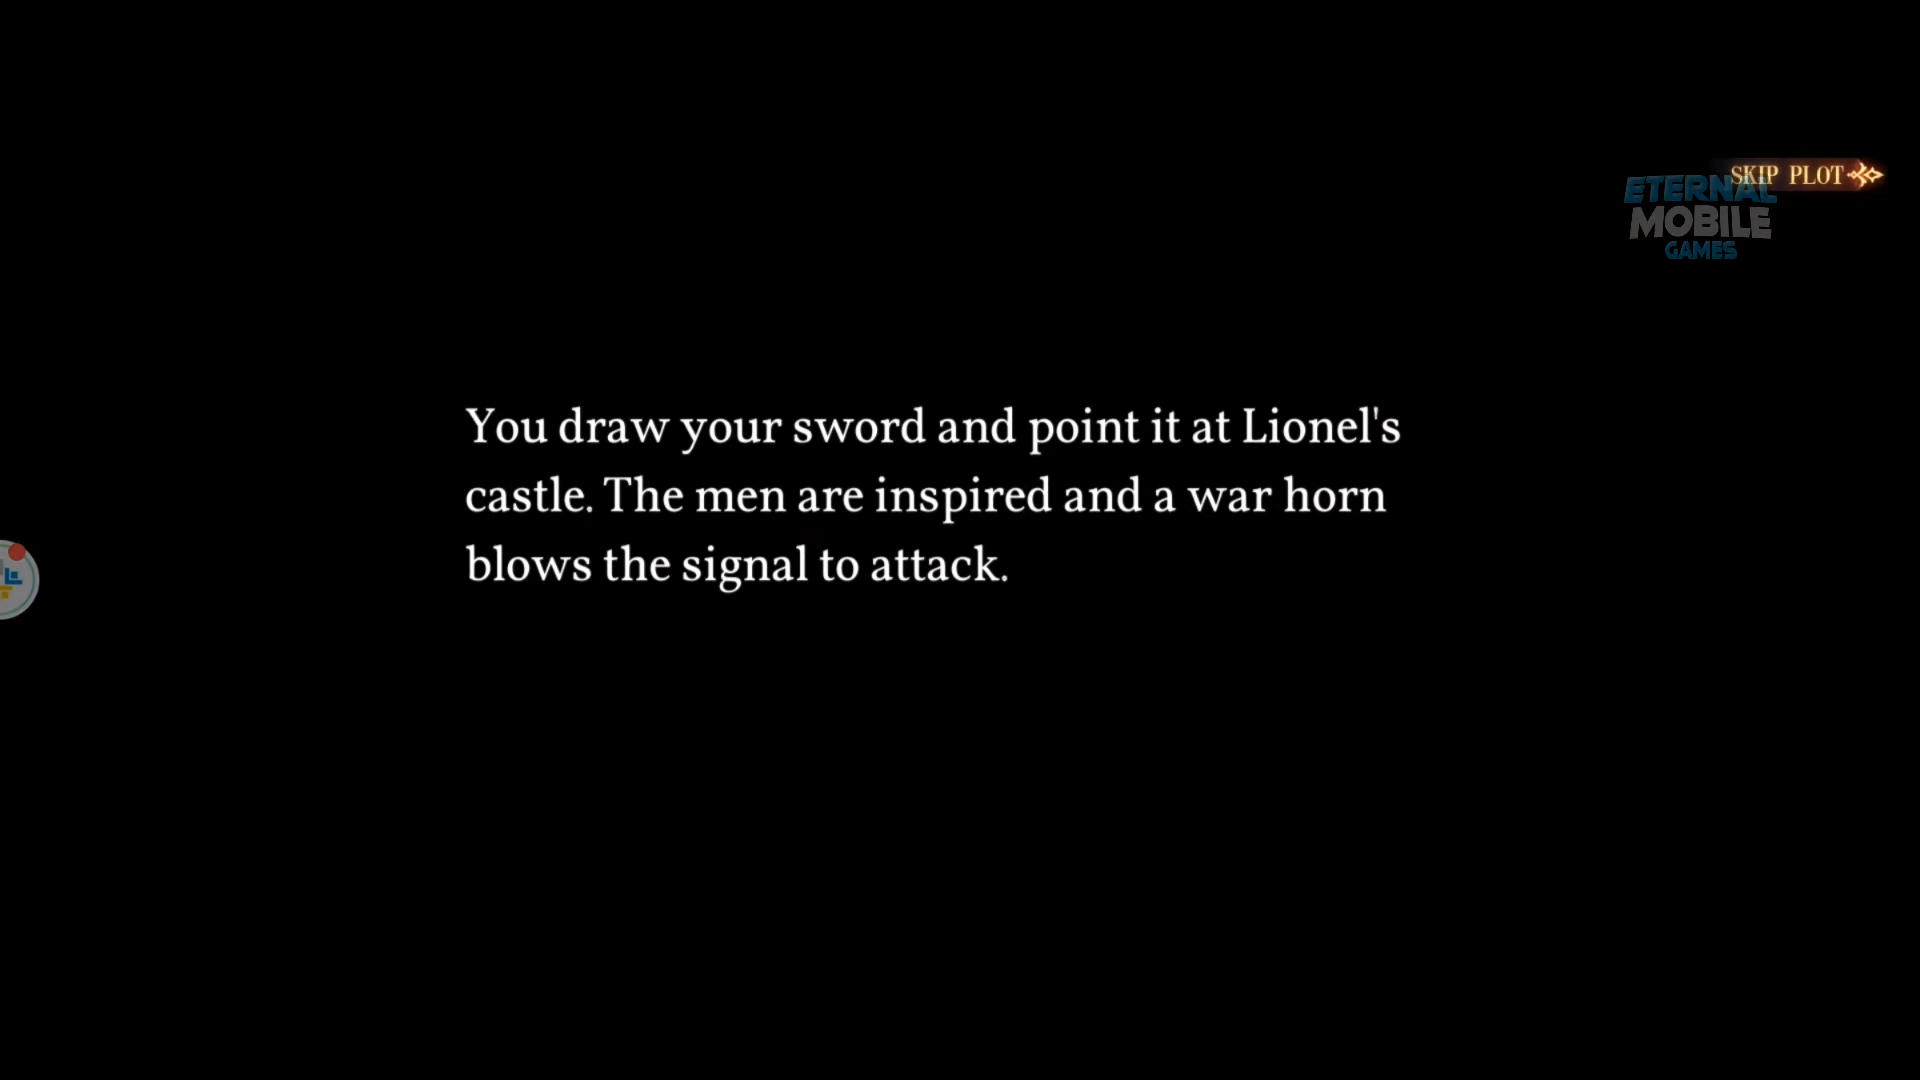 SKIP PLOT
ETERNAL
MOBILE
GAMES
You draw your sword and point it at Lionel's
castle. The men are inspired and a war horn
blows the signal to attack.